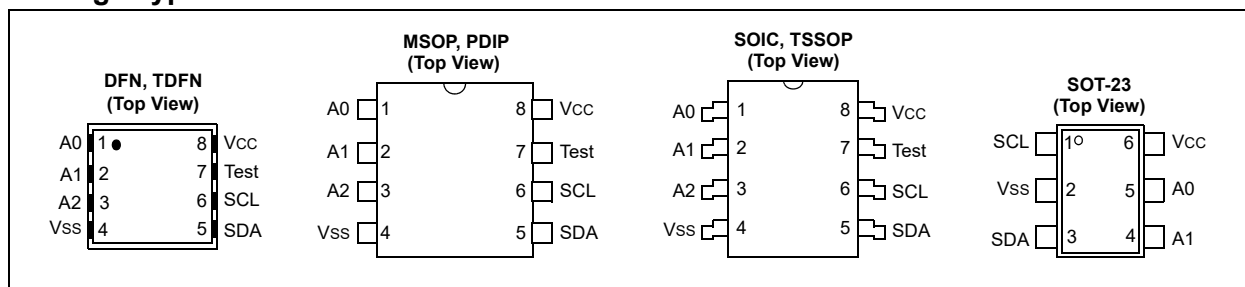 DFN, TDFN
(Top View)
A0 1 8 VCC
A1 2 7 Test
A2 3 6 SCL
VSS 4 5 SDA
MSOP, PDIP
(Top View)
A0 1 8 VCC
A1 2 7 Test
A2 3 6 SCL
VSS 4 5 SDA
SOIC, TSSOP
(Top View)
A0 1 8 VCC
A1 2 7 Test
A2 3 6 SCL
VSS 4 5 SDA
SOT-23
(Top View)
SCL 1 6 VCC
VSS 2 5 A0
SDA 3 4 A1